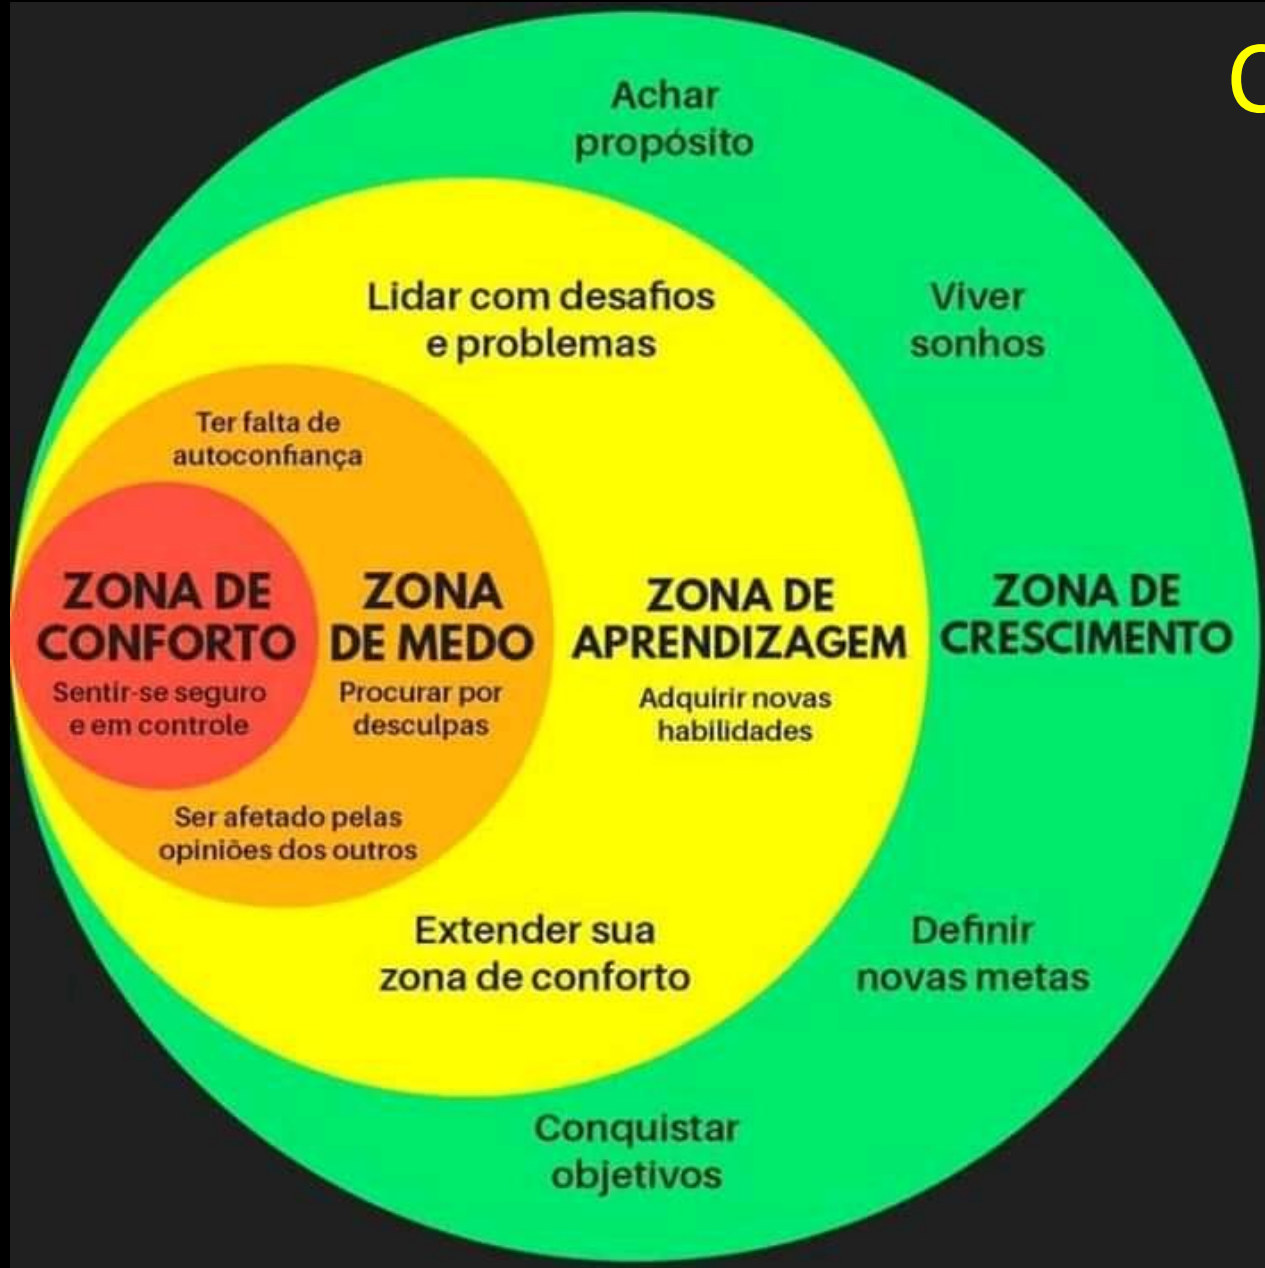 Achar
propósito
Viver
sonhos
Lidar com desafios
e problemas
Ter falta de
autoconfiança
ZONA DE
CONFORTO
Sentir-se seguro
e em controle
ZONA
DE MEDO
Procurar por
desculpas
ZONA DE
APRENDIZAGEM
Adquirir novas
habilidades
ZONA DE
CRESCIMENTO
Ser afetado pelas
opiniões dos outros
Extender sua
zona de conforto
Definir
novas metas
Conquistar
objetivos